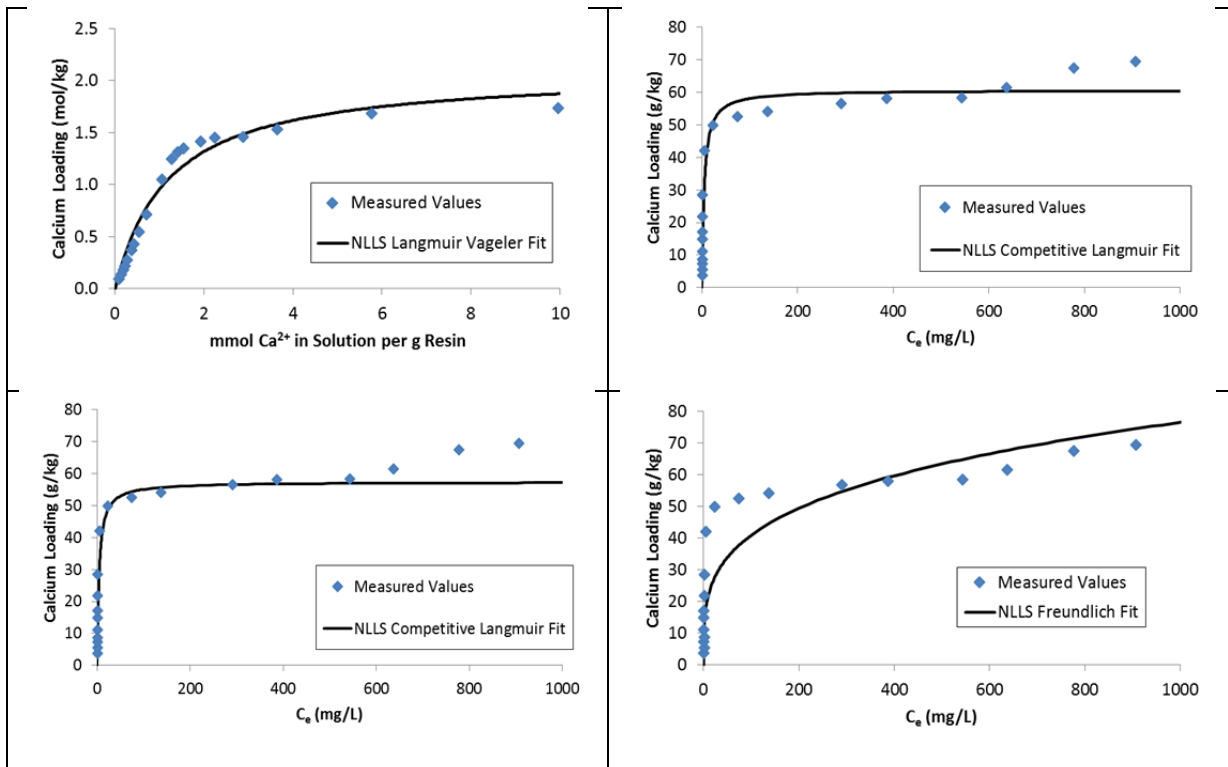 2.5
2.0
1.5
1.0
0.5
0.0
Calcium Loading (mol/kg)
Measured Values
NLLS Langmuir Vageler Fit
0 2 4 6 8 10
mmol Ca²⁺ in Solution per g Resin
80
70
60
50
40
30
20
10
0
Calcium Loading (g/kg)
Measured Values
NLLS Competitive Langmuir Fit
0 200 400 600 800 1000
Cₑ (mg/L)
80
70
60
50
40
30
20
10
0
Calcium Loading (g/kg)
Measured Values
NLLS Competitive Langmuir Fit
0 200 400 600 800 1000
Cₑ (mg/L)
80
70
60
50
40
30
20
10
0
Calcium Loading (g/kg)
Measured Values
NLLS Freundlich Fit
0 200 400 600 800 1000
Cₑ (mg/L)